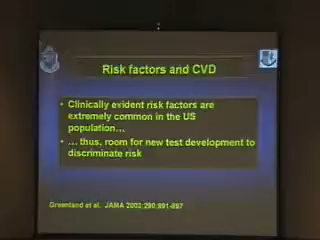 Risk factors and CVD
• Clinically evident risk factors are
extremely common in the US
population…
• … thus, room for new test development to
discriminate risk
Greenland et al. JAMA 2003;290:891-897